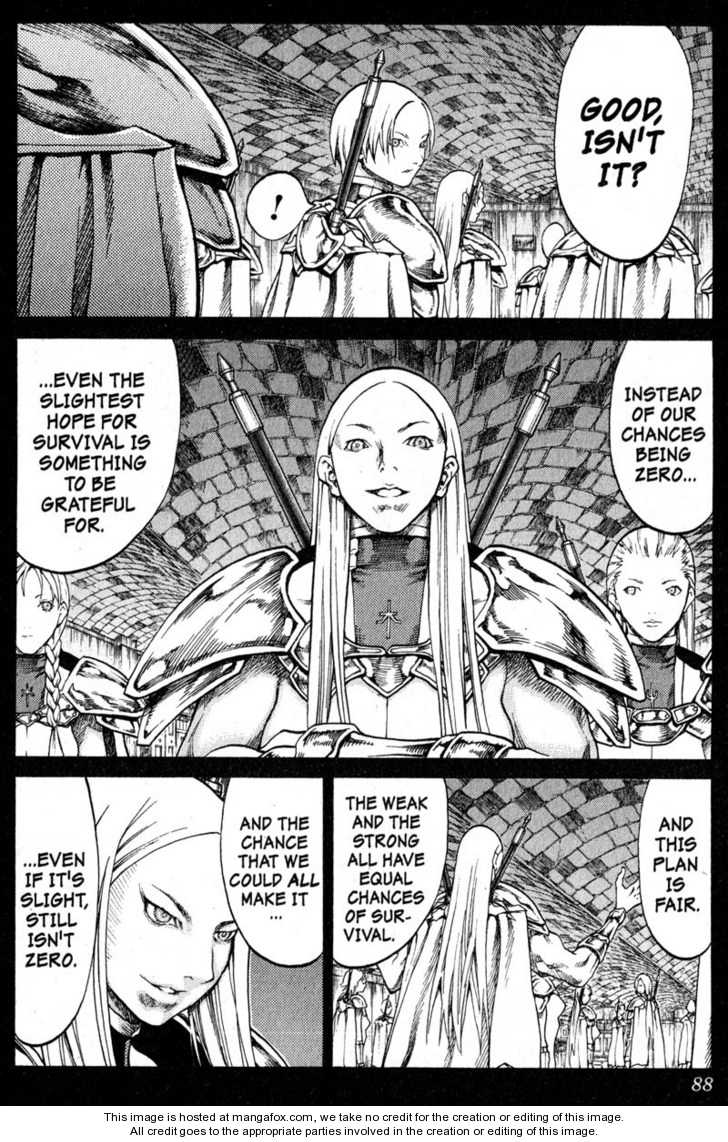 GOOD,
ISN'T
IT?
!
INSTEAD
OF OUR
CHANCES
BEING
ZERO...
...EVEN THE
SLIGHTEST
HOPE FOR
SURVIVAL IS
SOMETHING
TO BE
GRATEFUL
FOR.
AND
THIS
PLAN
IS
FAIR.
THE WEAK
AND THE
STRONG
ALL HAVE
EQUAL
CHANCES
OF SUR-
VIVAL.
AND THE
CHANCE
THAT WE
COULD ALL
MAKE IT
...
...EVEN
IF IT'S
SLIGHT,
STILL
ISN'T
ZERO.
88
This image is hosted at mangafox.com, we take no credit for the creation or editing of this image.
All credit goes to the appropriate parties involved in the creation or editing of this image.